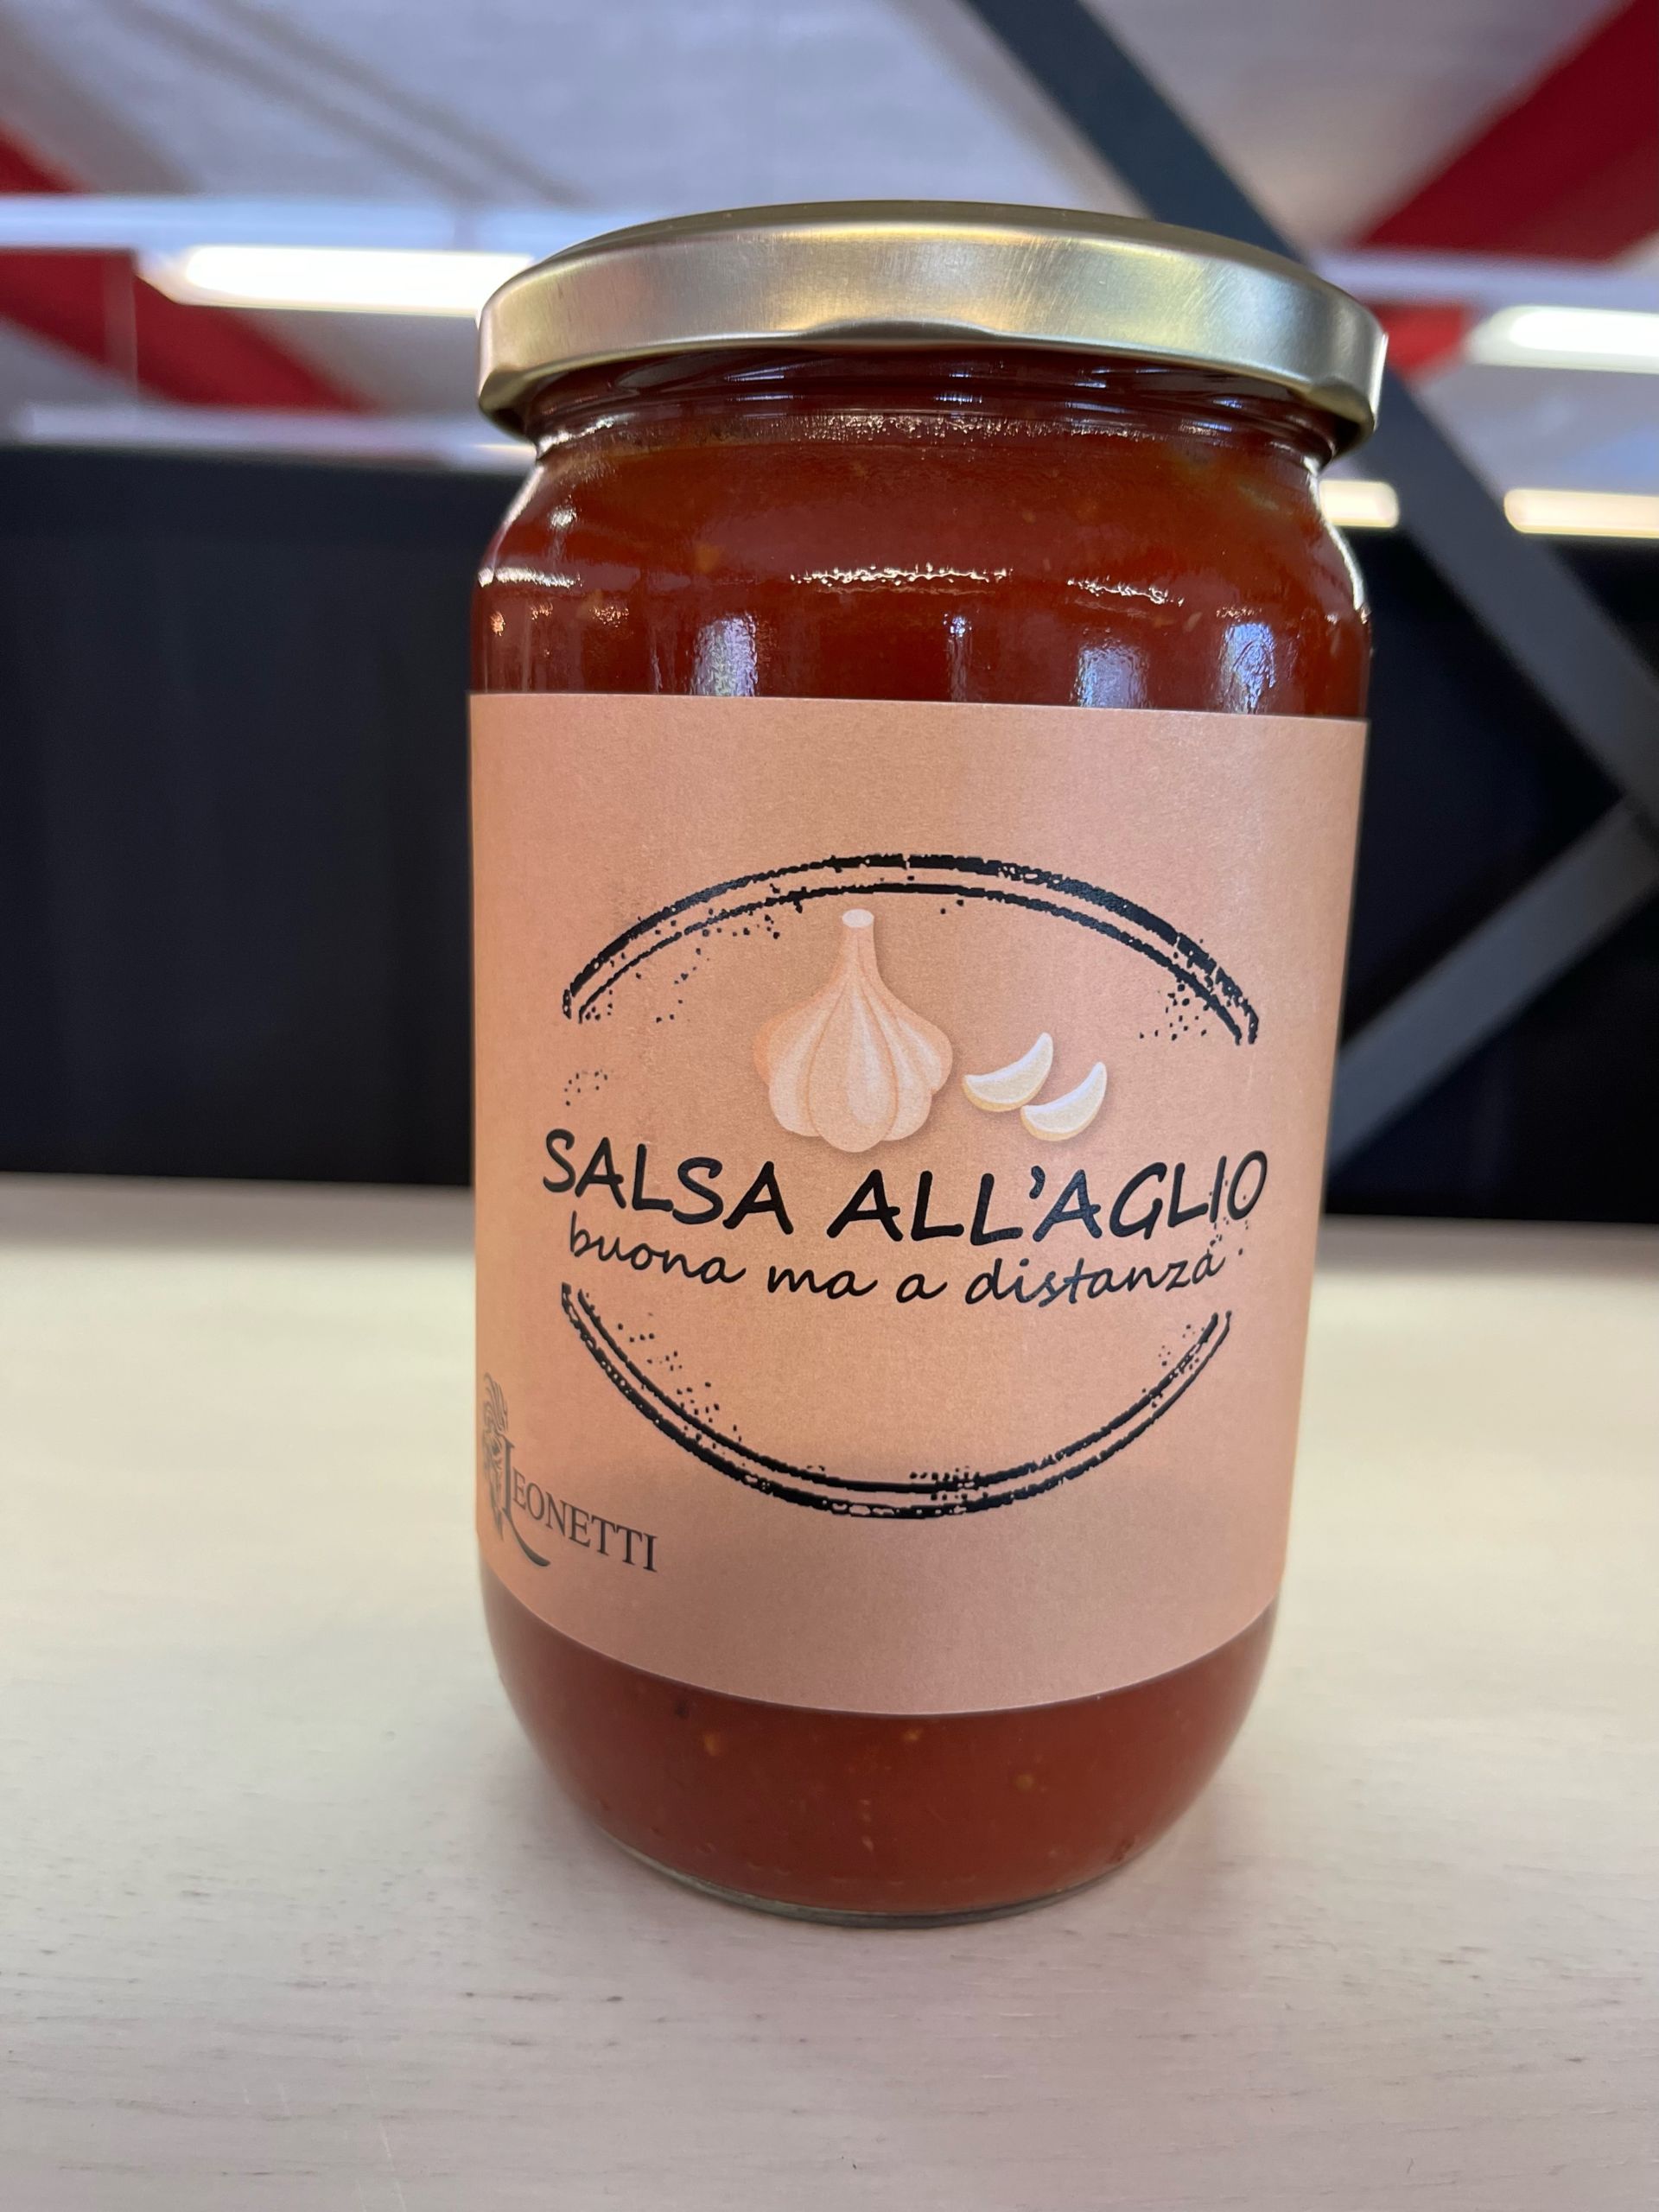 SALSA ALL'AGLIO
buona ma a distanza
LEONETTI